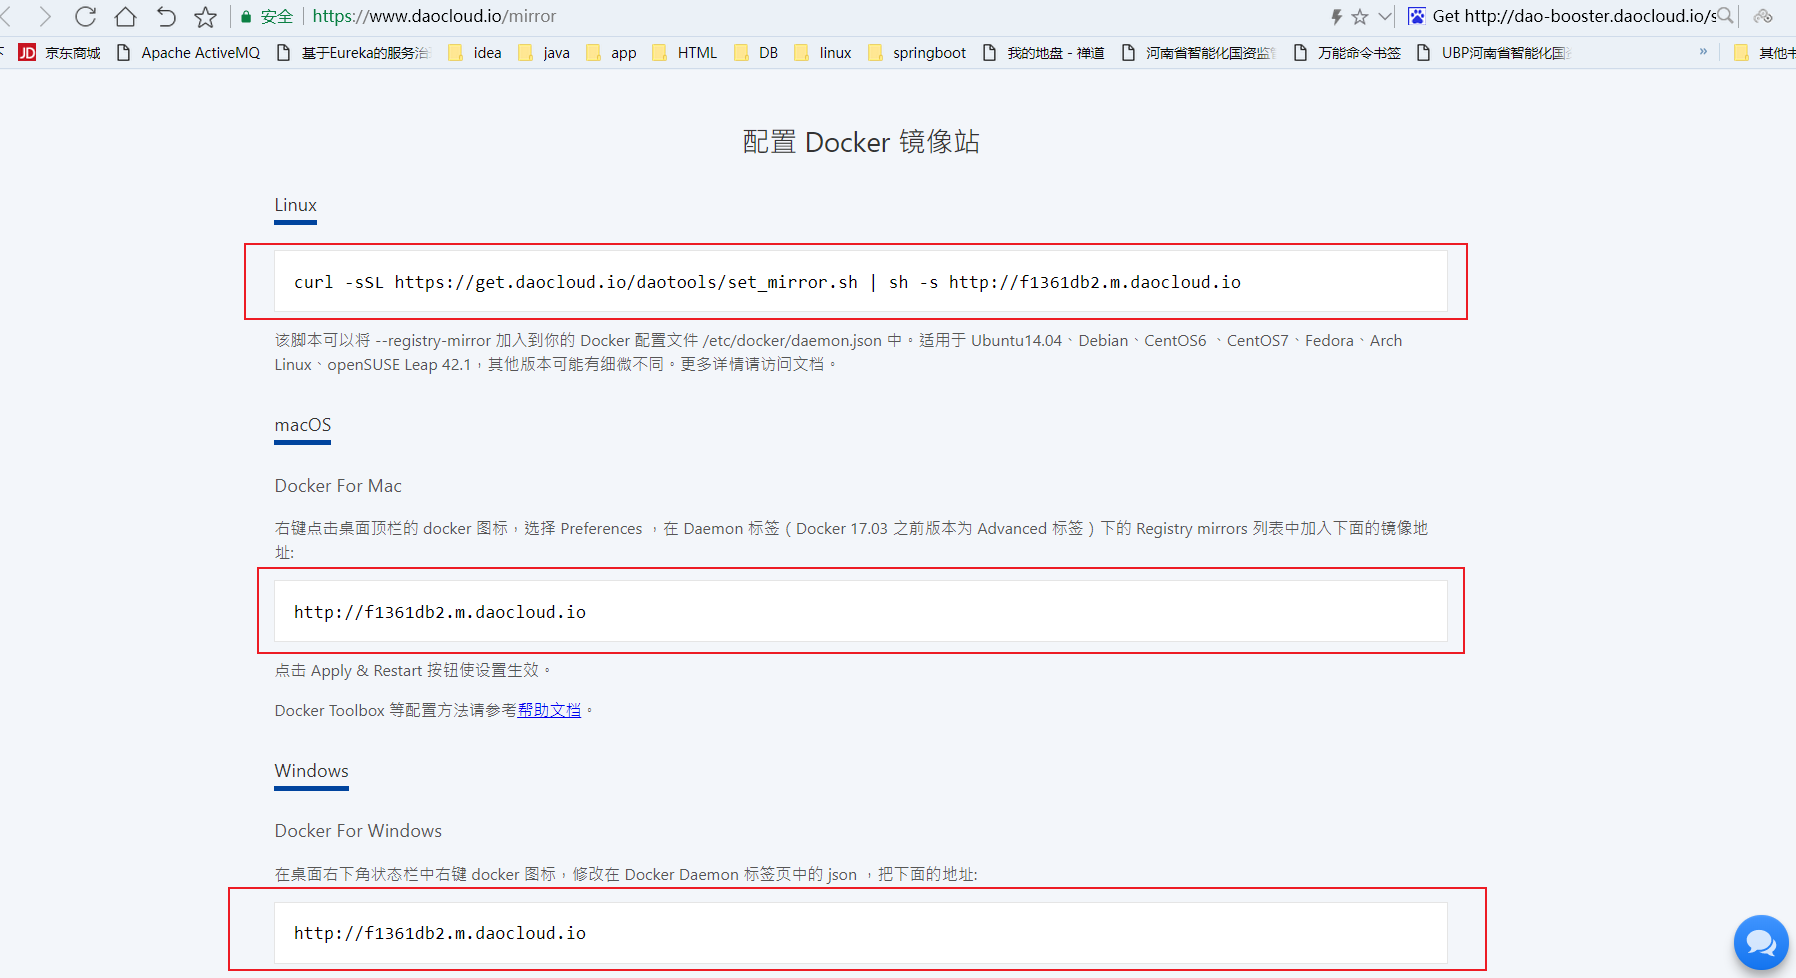 安全 https://www.daocloud.io/mirror Get http://dao-booster.daocloud.io/s
JD 京东商城 Apache ActiveMQ 基于Eureka的服务治 idea java app HTML DB linux springboot 我的地盘 - 禅道 河南省智能化国资监 万能命令书签 UBP河南省智能化国 » 其他
配置 Docker 镜像站
Linux
curl -sSL https://get.daocloud.io/daotools/set_mirror.sh | sh -s http://f1361db2.m.daocloud.io
该脚本可以将 --registry-mirror 加入到你的 Docker 配置文件 /etc/docker/daemon.json 中。适用于 Ubuntu14.04、Debian、CentOS6 、CentOS7、Fedora、Arch
Linux、openSUSE Leap 42.1，其他版本可能有细微不同。更多详情请访问文档。
macOS
Docker For Mac
右键点击桌面顶栏的 docker 图标，选择 Preferences ，在 Daemon 标签（Docker 17.03 之前版本为 Advanced 标签）下的 Registry mirrors 列表中加入下面的镜像地
址:
http://f1361db2.m.daocloud.io
点击 Apply & Restart 按钮使设置生效。
Docker Toolbox 等配置方法请参考帮助文档。
Windows
Docker For Windows
在桌面右下角状态栏中右键 docker 图标，修改在 Docker Daemon 标签页中的 json ，把下面的地址:
http://f1361db2.m.daocloud.io